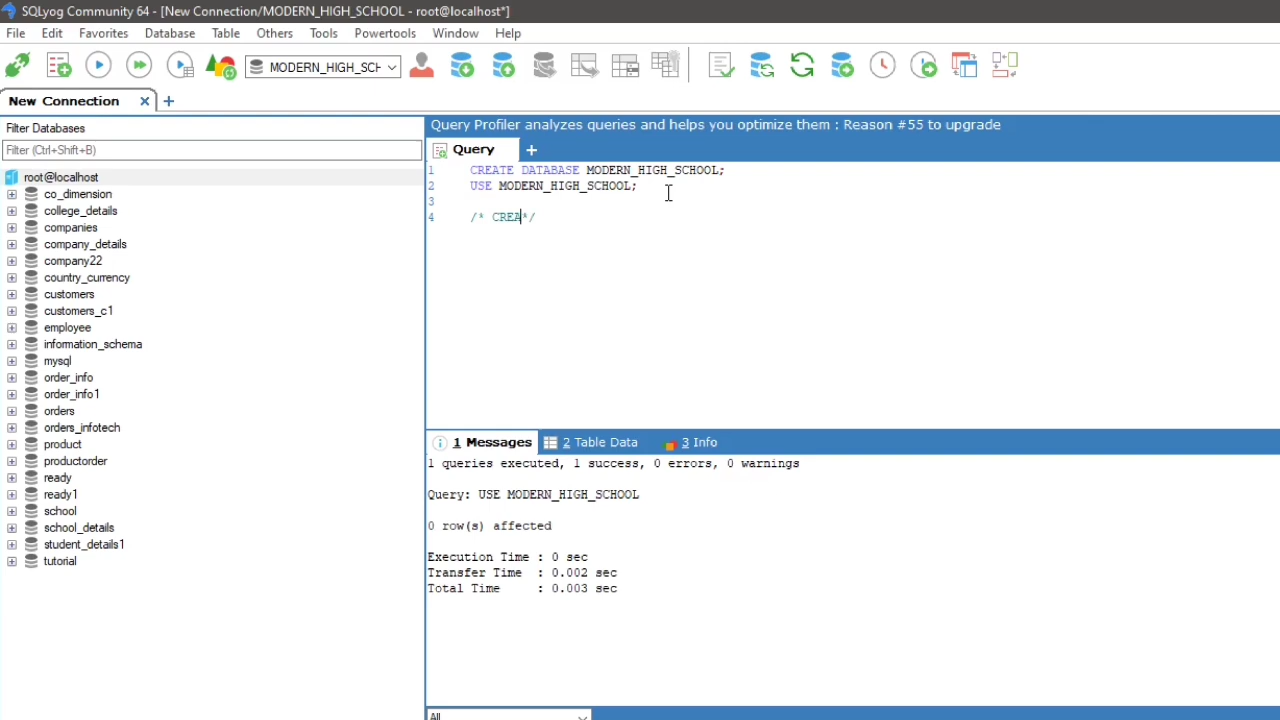 SQLyog Community 64 - [New Connection/MODERN_HIGH_SCHOOL - root@localhost*]
File Edit Favorites Database Table Others Tools Powertools Window Help
MODERN_HIGH_SCH
New Connection
Filter Databases
Filter (Ctrl+Shift+B)
root@localhost
co_dimension
college_details
companies
company_details
company22
country_currency
customers
customers_c1
employee
information_schema
mysql
order_info
order_info1
orders
orders_infotech
product
productorder
ready
ready1
school
school_details
student_details1
tutorial
Query Profiler analyzes queries and helps you optimize them : Reason #55 to upgrade
Query
1 CREATE DATABASE MODERN_HIGH_SCHOOL;
2 USE MODERN_HIGH_SCHOOL;
3
4 /* CREA*/
1 Messages 2 Table Data 3 Info
1 queries executed, 1 success, 0 errors, 0 warnings
Query: USE MODERN_HIGH_SCHOOL
0 row(s) affected
Execution Time : 0 sec
Transfer Time : 0.002 sec
Total Time : 0.003 sec
All